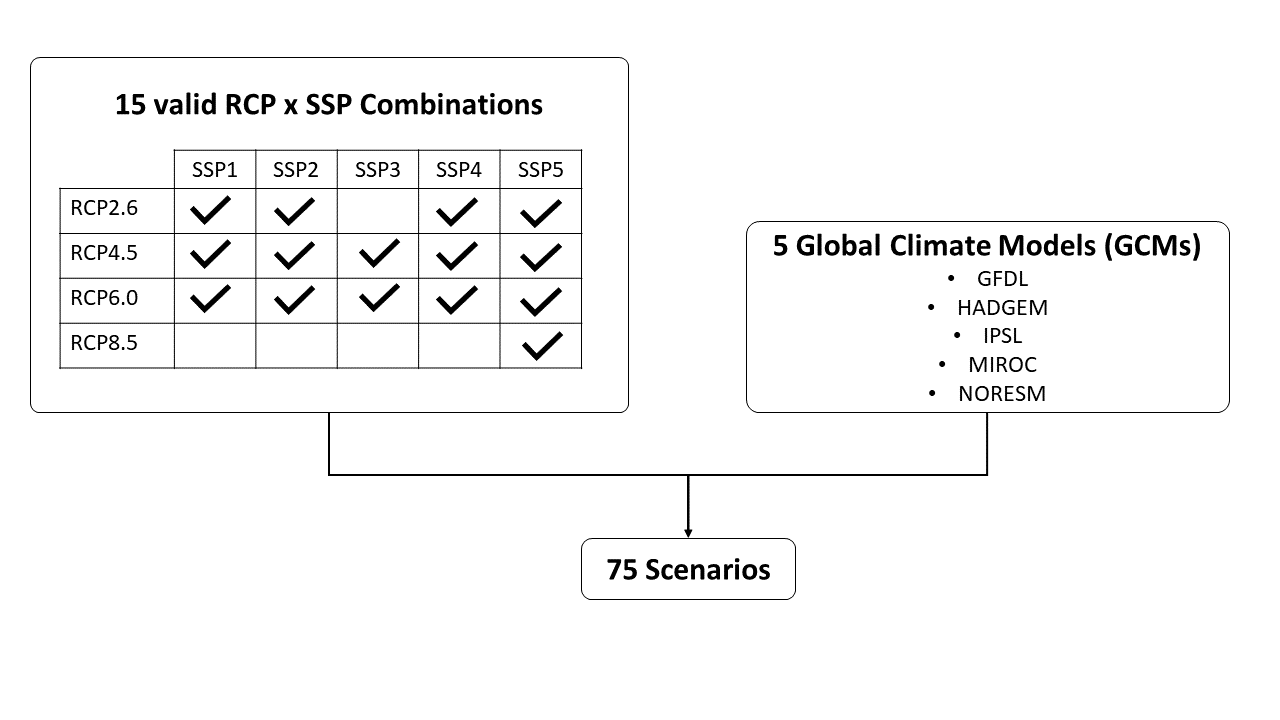 15 valid RCP x SSP Combinations
SSP1 SSP2 SSP3 SSP4 SSP5
RCP2.6 ✓ ✓ ✓ ✓
RCP4.5 ✓ ✓ ✓ ✓ ✓
RCP6.0 ✓ ✓ ✓ ✓ ✓
RCP8.5 ✓
5 Global Climate Models (GCMs)
• GFDL
• HADGEM
• IPSL
• MIROC
• NORESM
75 Scenarios